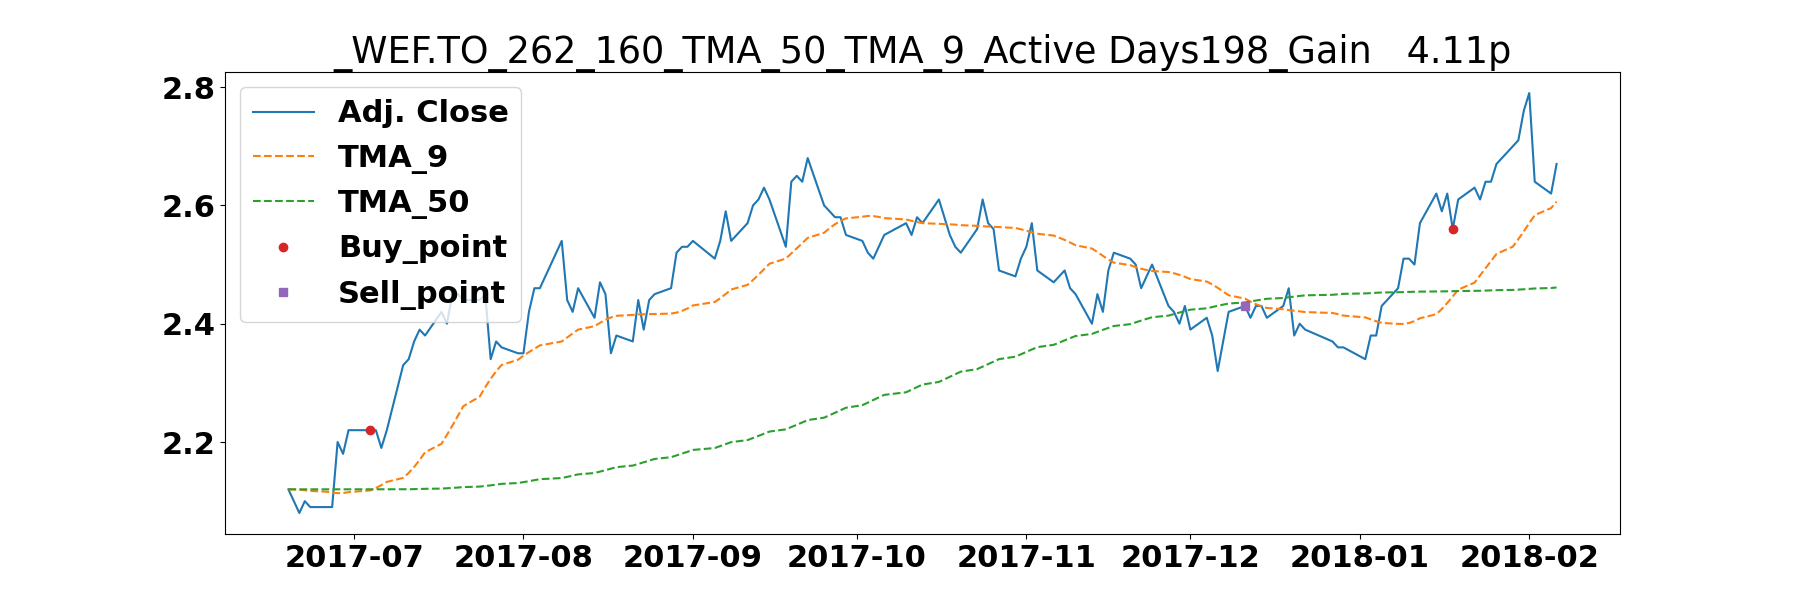 _WEF.TO_262_160_TMA_50_TMA_9_Active Days198_Gain   4.11p
2.8
2.6
2.4
2.2
Adj. Close
TMA_9
TMA_50
Buy_point
Sell_point
2017-07 2017-08 2017-09 2017-10 2017-11 2017-12 2018-01 2018-02